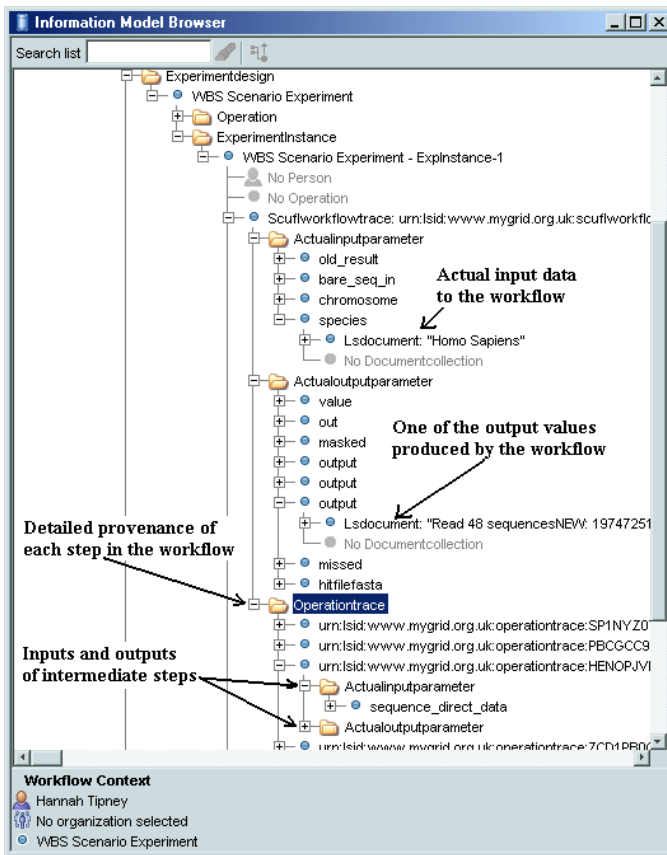 Information Model Browser
Search list
Experimentdesign
WBS Scenario Experiment
Operation
ExperimentInstance
WBS Scenario Experiment - ExpInstance-1
No Person
No Operation
Scuflworkflowtrace: urn:lsid:www.mygrid.org.uk:scuflworkflo
Actualinputparameter
old_result
bare_seq_in
chromosome
species
Actual input data
to the workflow
Lsdocument: "Homo Sapiens"
No Documentcollection
Actualoutputparameter
value
out
masked
output
output
output
One of the output values
produced by the workflow
Lsdocument: "Read 48 sequencesNEW: 19747251
No Documentcollection
missed
hitfilefasta
Detailed provenance of
each step in the workflow
Operationtrace
urn:lsid:www.mygrid.org.uk:operationtrace:SP1NYZ0
urn:lsid:www.mygrid.org.uk:operationtrace:PBCGCC9
urn:lsid:www.mygrid.org.uk:operationtrace:HENOPJVI
Inputs and outputs
of intermediate steps
Actualinputparameter
sequence_direct_data
Actualoutputparameter
urn:lsid:www.mygrid.org.uk:operationtrace:ZCD1PB0
Workflow Context
Hannah Tipney
No organization selected
WBS Scenario Experiment